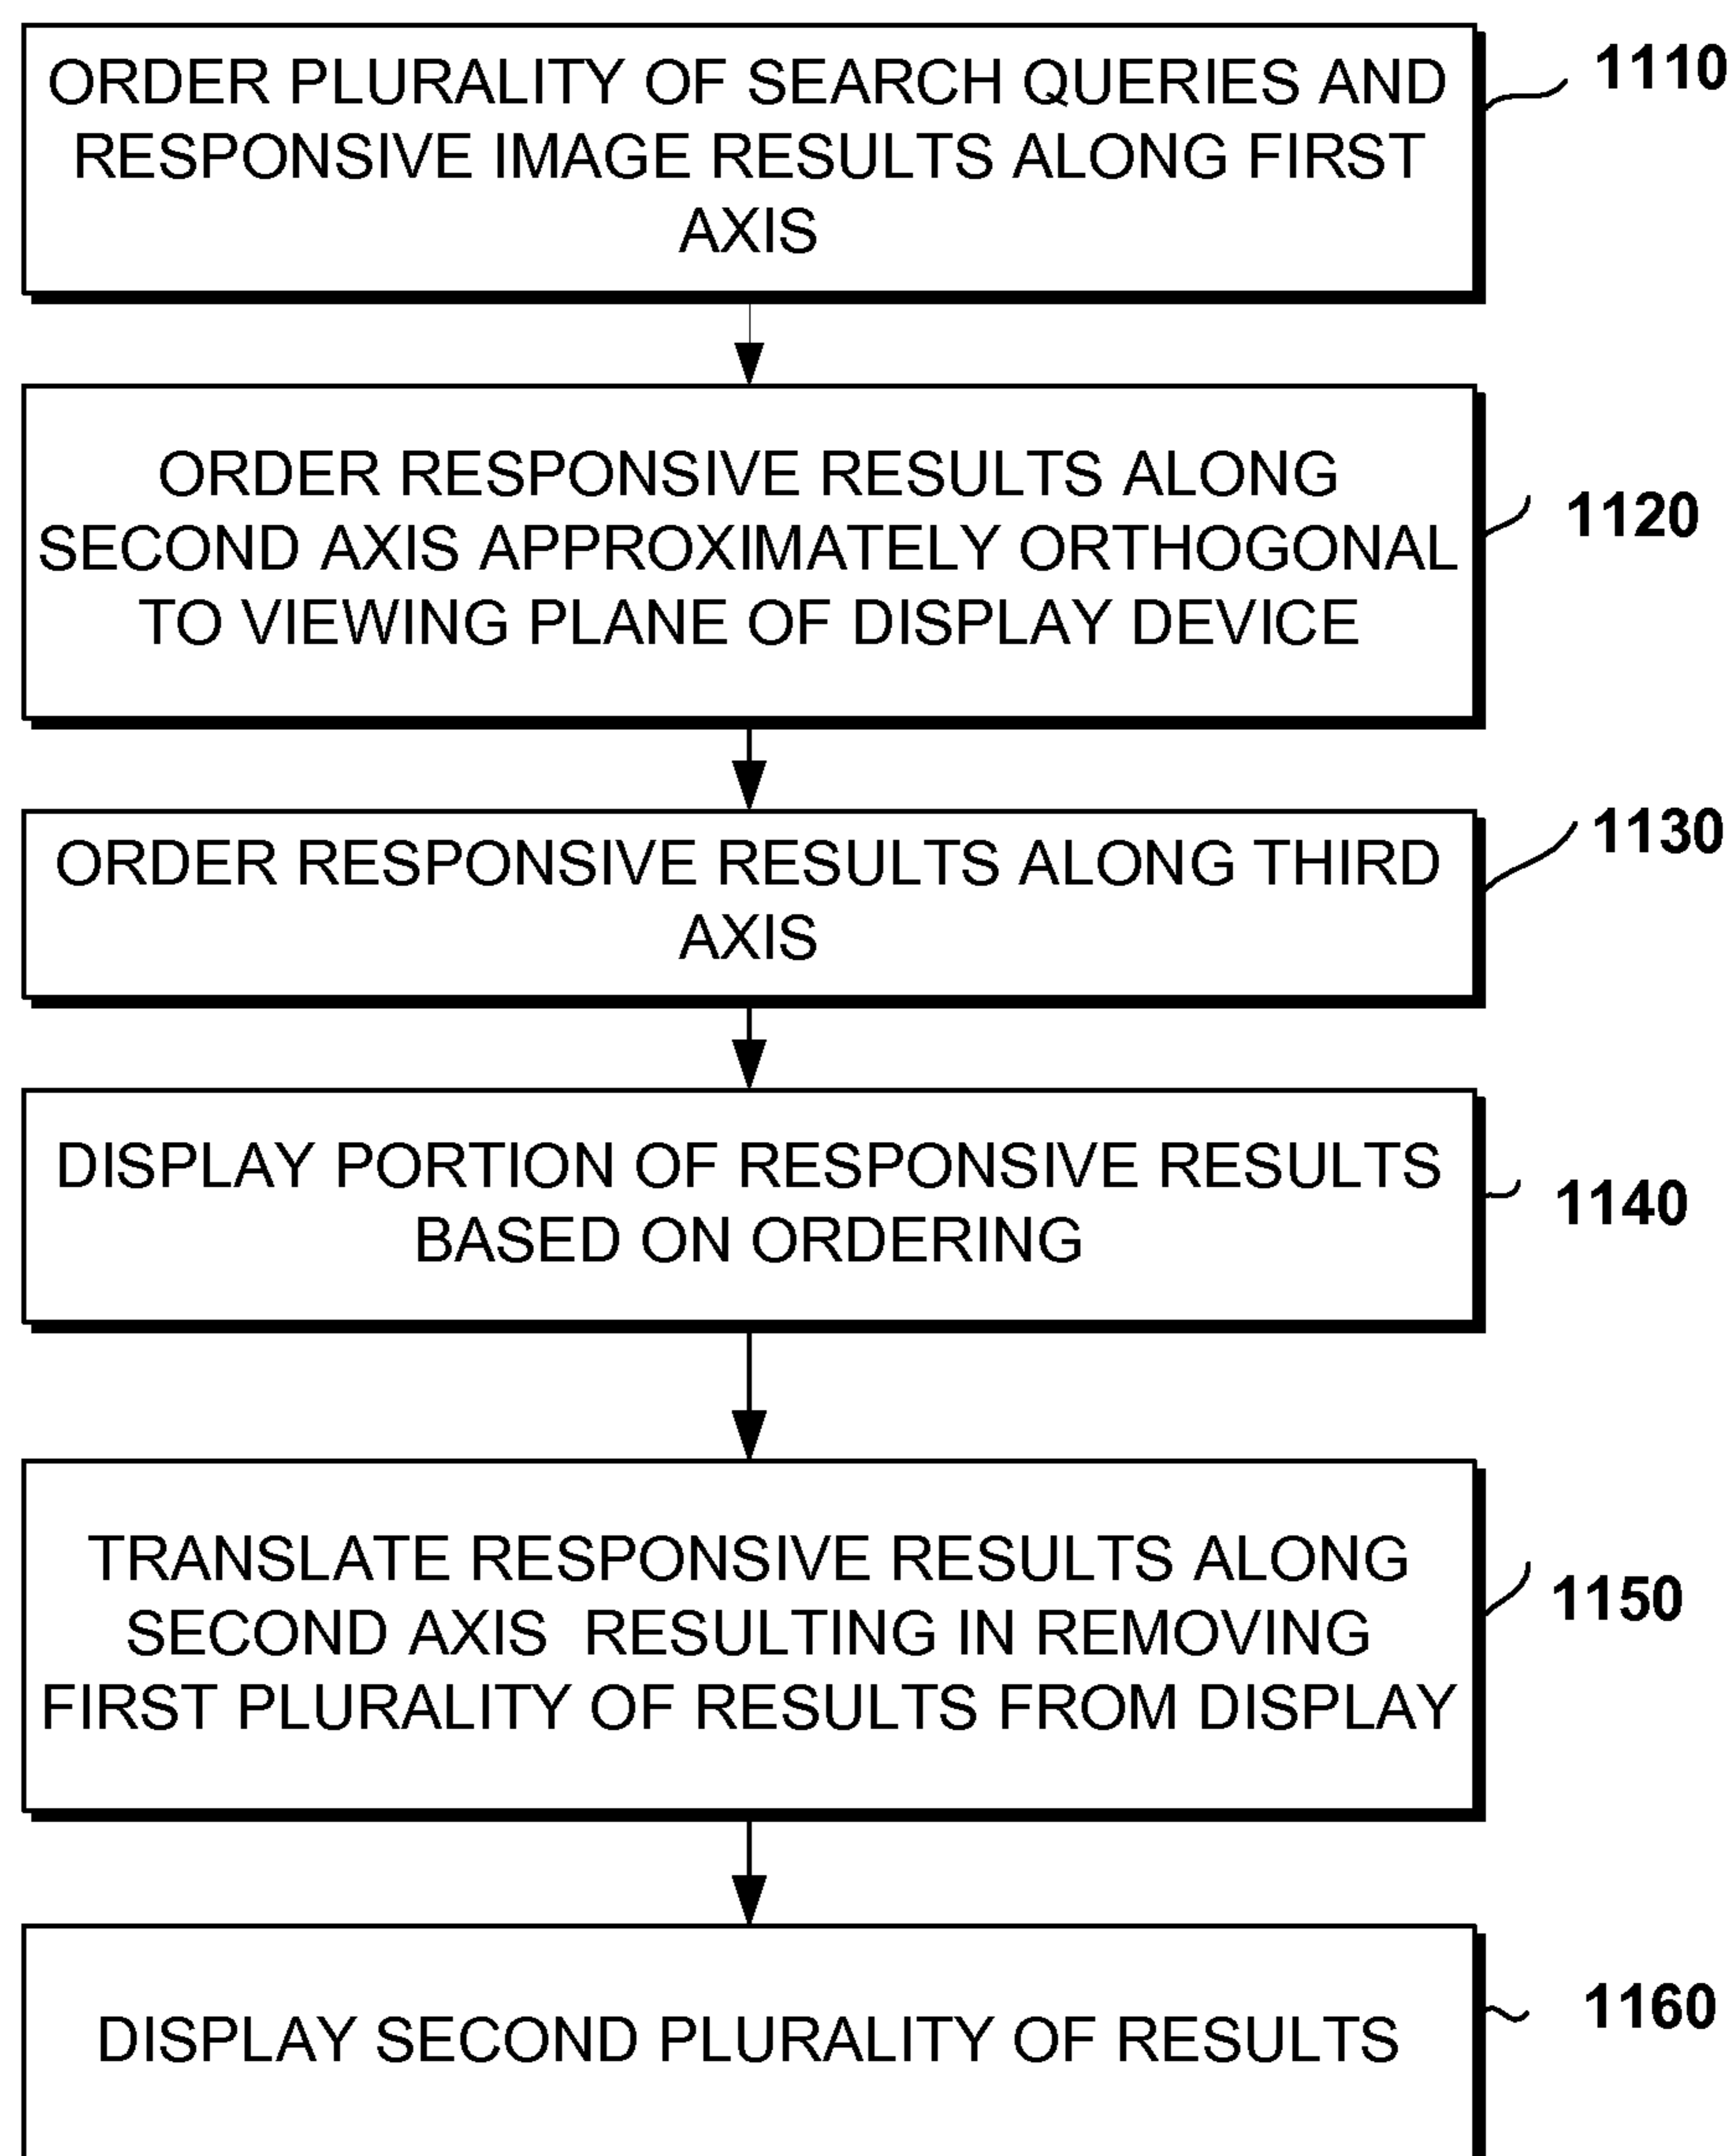 ORDER PLURALITY OF SEARCH QUERIES AND
RESPONSIVE IMAGE RESULTS ALONG FIRST
AXIS
1110
ORDER RESPONSIVE RESULTS ALONG
SECOND AXIS APPROXIMATELY ORTHOGONAL
TO VIEWING PLANE OF DISPLAY DEVICE
1120
ORDER RESPONSIVE RESULTS ALONG THIRD
AXIS
1130
DISPLAY PORTION OF RESPONSIVE RESULTS
BASED ON ORDERING
1140
TRANSLATE RESPONSIVE RESULTS ALONG
SECOND AXIS RESULTING IN REMOVING
FIRST PLURALITY OF RESULTS FROM DISPLAY
1150
DISPLAY SECOND PLURALITY OF RESULTS
1160